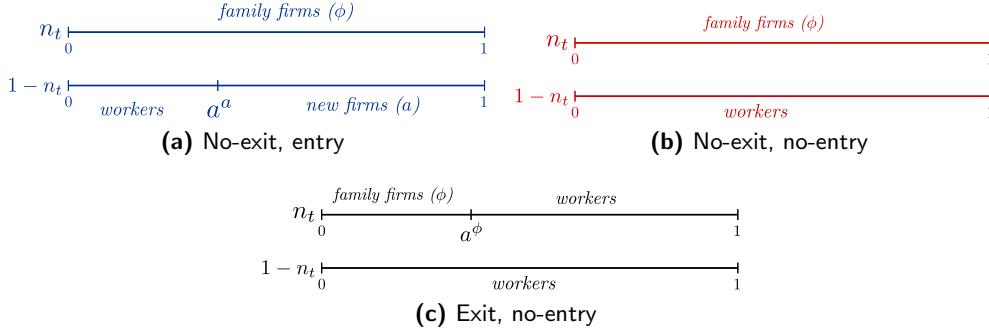 family firms (ϕ)
n_t
0 1
1 − n_t
0 1
workers a^a new firms (a)
(a) No-exit, entry
family firms (ϕ)
n_t
0 1
1 − n_t
0 1
workers
(b) No-exit, no-entry
family firms (ϕ) workers
n_t
0 a^ϕ 1
1 − n_t
0 1
workers
(c) Exit, no-entry